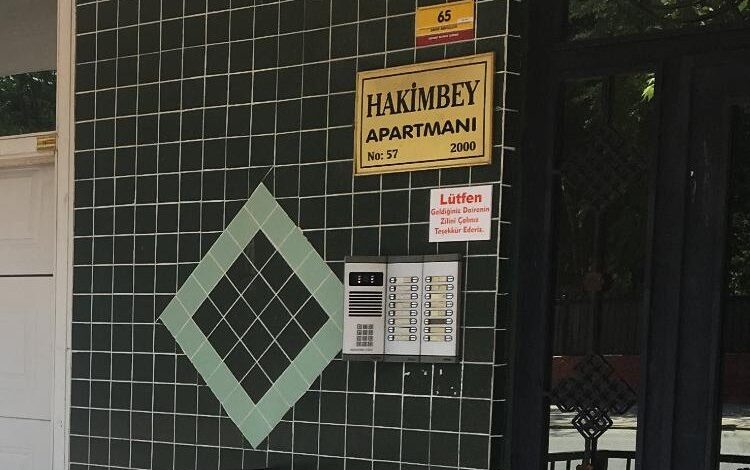 65
HAKİMBEY
APARTMANI
No: 57 2000
Lütfen
Geldiğiniz Dairenin
Zilini Çalınız
Teşekkür Ederiz.